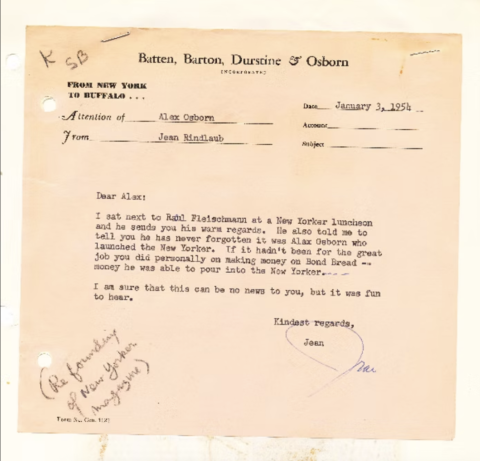 K SB
Batten, Barton, Durstine & Osborn
(INCORPORATED)
FROM NEW YORK
TO BUFFALO . . .
Date January 3, 1954
Attention of Alex Osborn
Account
From Jean Rindlaub
Subject
Dear Alex:
I sat next to Raul Fleischmann at a New Yorker luncheon
and he sends you his warm regards. He also told me to
tell you he has never forgotten it was Alex Osborn who
launched the New Yorker. If it hadn't been for the great
job you did personally on making money on Bond Bread --
money he was able to pour into the New Yorker----
I am sure that this can be no news to you, but it was fun
to hear.
Kindest regards,
Jean
Jean
(Re founding
of New Yorker
magazine)